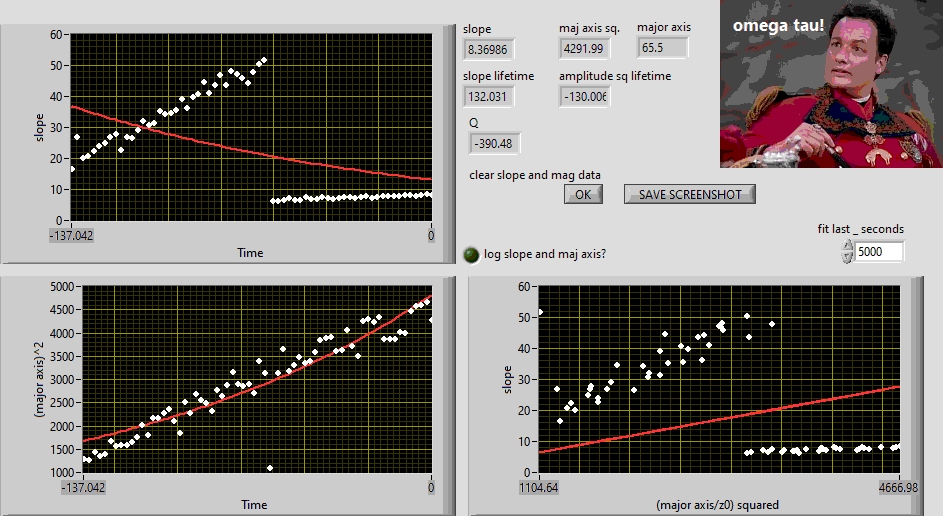 60
50
40
30
20
10
0
slope
-137.042
0
Time
slope
maj axis sq.
major axis
8.36986
4291.99
65.5
slope lifetime
amplitude sq lifetime
132.031
-130.006
Q
-390.48
clear slope and mag data
OK
SAVE SCREENSHOT
omega tau!
log slope and maj axis?
fit last _ seconds
5000
5000
4500
4000
3500
3000
2500
2000
1500
1000
(major axis)^2
-137.042
0
Time
60
50
40
30
20
10
0
slope
1104.64
4666.98
(major axis/z0) squared